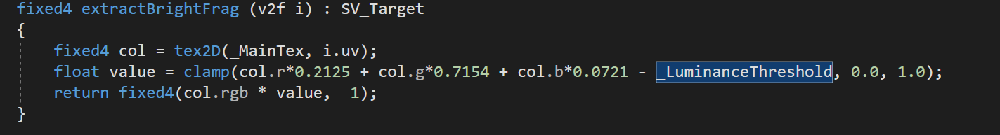 fixed4 extractBrightFrag (v2f i) : SV_Target
{
    fixed4 col = tex2D(_MainTex, i.uv);
    float value = clamp(col.r*0.2125 + col.g*0.7154 + col.b*0.0721 - _LuminanceThreshold, 0.0, 1.0);
    return fixed4(col.rgb * value,  1);
}